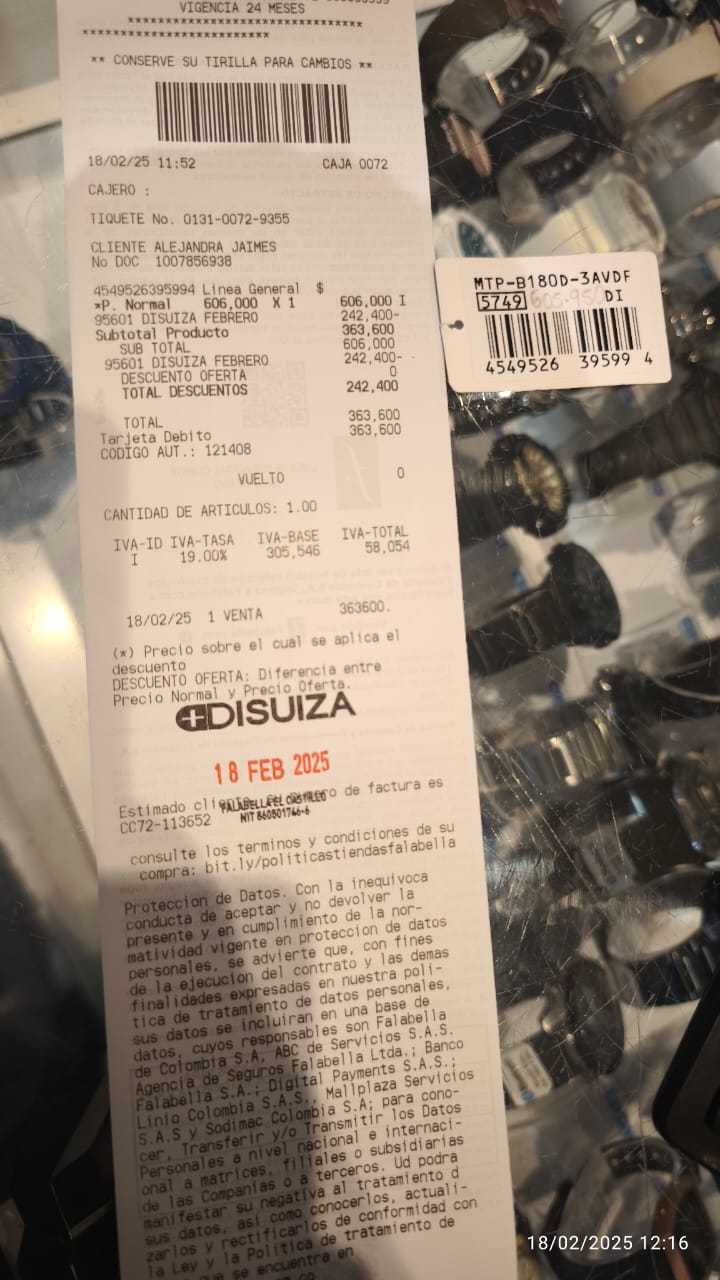 VIGENCIA 24 MESES
******************************
************************
** CONSERVE SU TIRILLA PARA CAMBIOS **
18/02/25 11:52 CAJA 0072
CAJERO :
TIQUETE No. 0131-0072-9355
CLIENTE ALEJANDRA JAIMES
No DOC 1007856938
4549526395994 Linea General $
*P. Normal 606,000 X 1 606,000 I
95601 DISUIZA FEBRERO 242,400-
Subtotal Producto 363,600
SUB TOTAL 606,000
95601 DISUIZA FEBRERO 242,400-
DESCUENTO OFERTA 0
TOTAL DESCUENTOS 242,400
TOTAL 363,600
Tarjeta Debito 363,600
CODIGO AUT.: 121408
VUELTO 0
CANTIDAD DE ARTICULOS: 1.00
IVA-ID IVA-TASA IVA-BASE IVA-TOTAL
I 19.00% 305,546 58,054
18/02/25 1 VENTA 363600.
(*) Precio sobre el cual se aplica el
descuento
DESCUENTO OFERTA: Diferencia entre
Precio Normal y Precio Oferta.
DISUIZA
18 FEB 2025
Estimado de factura es
FALABELLA EL CASTILLO
CC72-113652 NIT 860501746-6
consulte los terminos y condiciones de su
compra: bit.ly/politicastiendasfalabella
Proteccion de Datos. Con la inequivoca
conducta de aceptar y no devolver la
presente y en cumplimiento de la nor-
matividad vigente en proteccion de datos
personales, se advierte que, con fines
de la ejecucion del contrato y las demas
finalidades expresadas en nuestra poli-
tica de tratamiento de datos personales,
sus datos se incluiran en una base de
datos, cuyos responsables son Falabella
de Colombia S.A, ABC de Servicios S.A.S.
Agencia de Seguros Falabella Ltda.; Banco
Falabella S.A.; Digital Payments S.A.S.;
Linio Colombia S.A.S., Mallplaza Servicios
S.A.S y Sodimac Colombia S.A; para cono-
cer, Transferir y/o Transmitir los Datos
Personales a nivel nacional e internaci-
onal a matrices, filiales o subsidiarias
de las Companias o a terceros. Ud podra
manifestar su negativa al tratamiento d
sus datos, asi como conocerlos, actuali-
zarlos y rectificarlos de conformidad con
la Ley y la Politica de tratamiento de
que se encuentra en
MTP-B180D-3AVDF
5749 605.950 DI
4549526 39599 4
18/02/2025 12:16